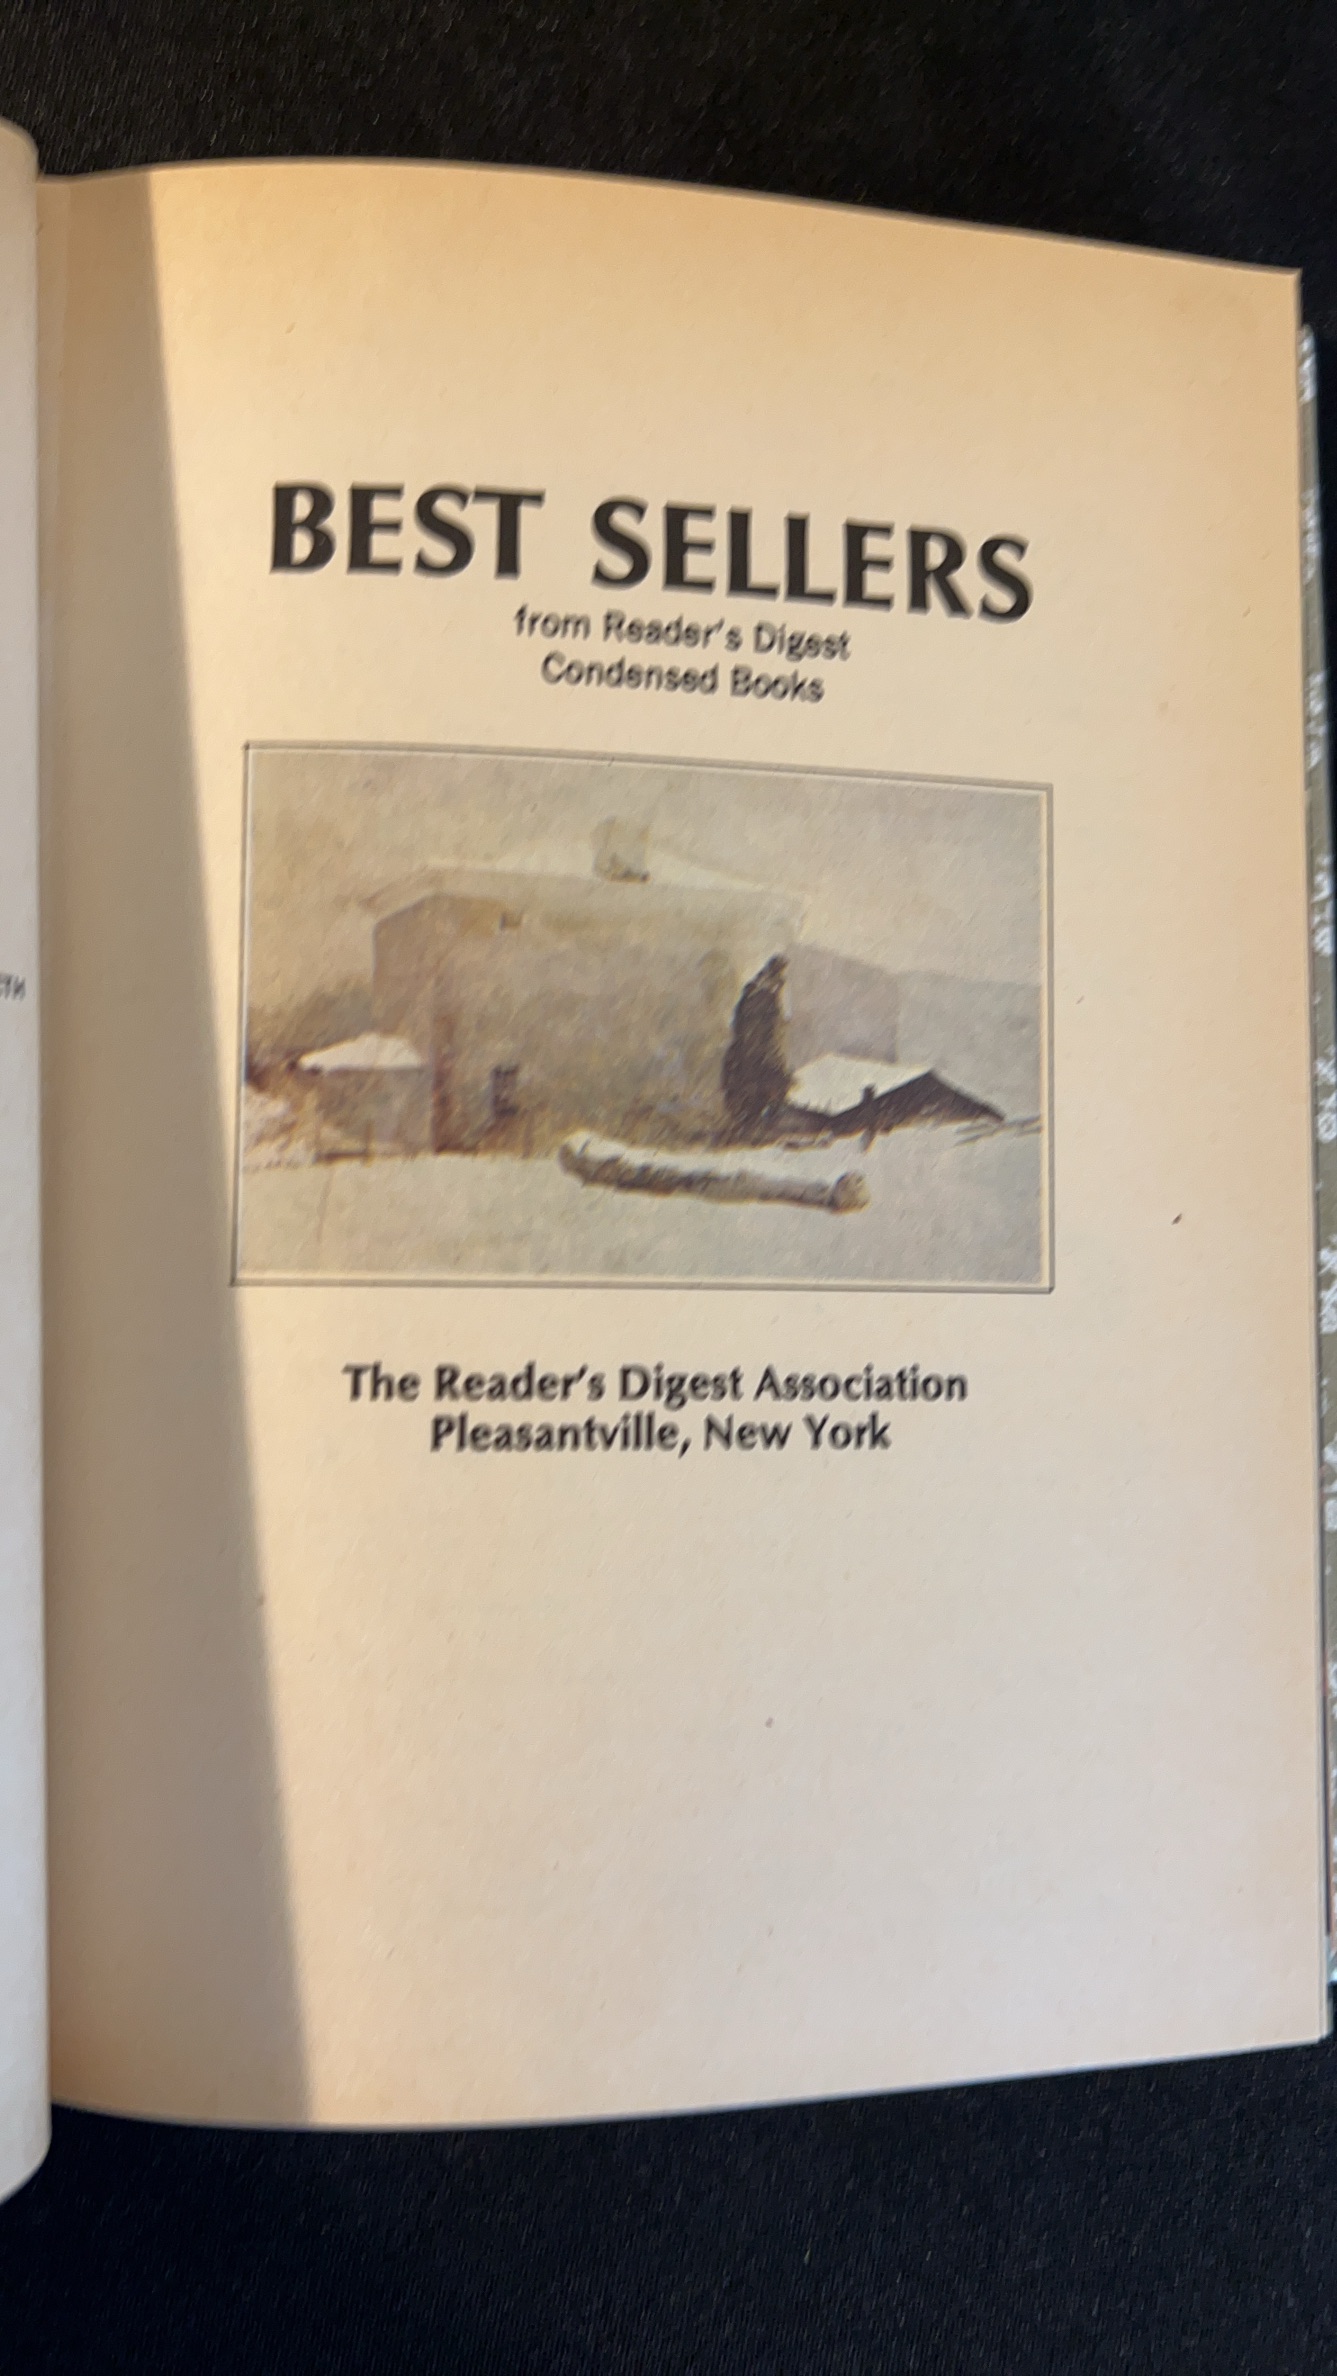 BEST SELLERS
from Reader's Digest
Condensed Books
The Reader's Digest Association
Pleasantville, New York